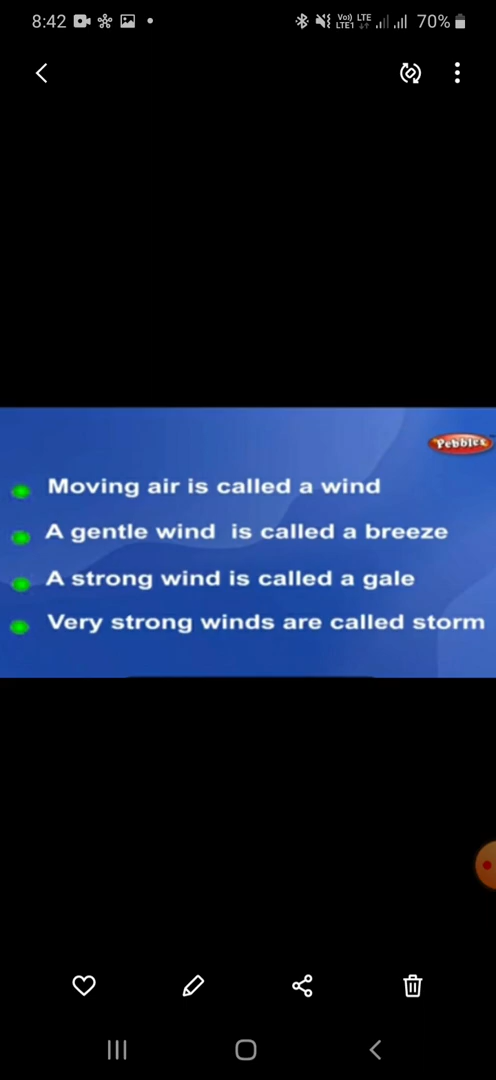 8:42
Vo) LTE
LTE1
70%
Pebbles
Moving air is called a wind
A gentle wind is called a breeze
A strong wind is called a gale
Very strong winds are called storm